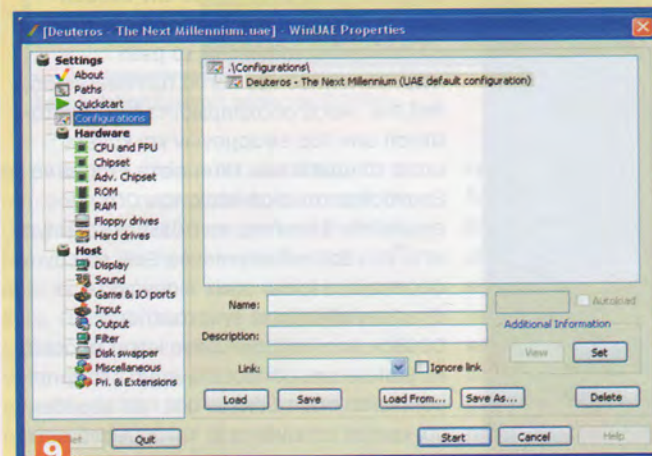 [Deuteros - The Next Millennium.uae] - WinUAE Properties
Settings
About
Paths
Quickstart
Configurations
Hardware
CPU and FPU
Chipset
Adv. Chipset
ROM
RAM
Floppy drives
Hard drives
Host
Display
Sound
Game & IO ports
Input
Output
Filter
Disk swapper
Miscellaneous
Pri. & Extensions
.\Configurations\
Deuteros - The Next Millennium (UAE default configuration)
Name:
Autoload
Description:
Additional Information
View
Set
Link:
Ignore link
Load
Save
Load From...
Save As...
Delete
9
Quit
Start
Cancel
Help